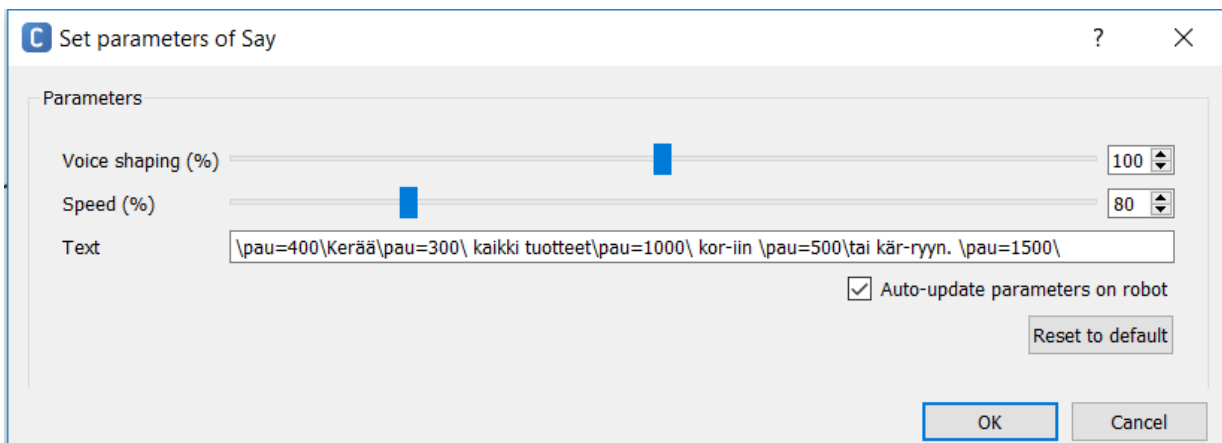 C Set parameters of Say ?
Parameters
Voice shaping (%) 100
Speed (%) 80
Text \pau=400\Kerää\pau=300\ kaikki tuotteet\pau=1000\ kor-iin \pau=500\tai kär-ryyn. \pau=1500\
Auto-update parameters on robot
Reset to default
OK Cancel